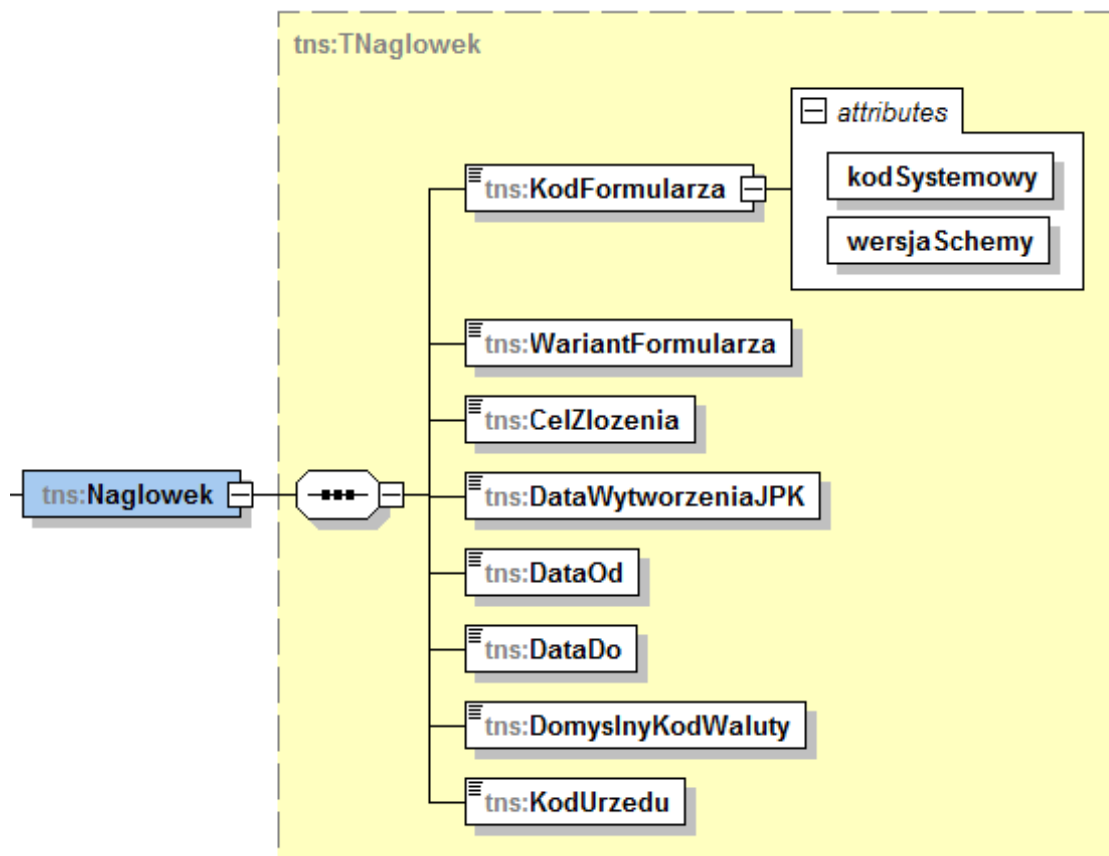 tns:TNaglowek
attributes
kodSystemowy
wersjaSchemy
tns:KodFormularza
tns:WariantFormularza
tns:CelZlozenia
tns:DataWytworzeniaJPK
tns:Naglowek
tns:DataOd
tns:DataDo
tns:DomyslnyKodWaluty
tns:KodUrzedu